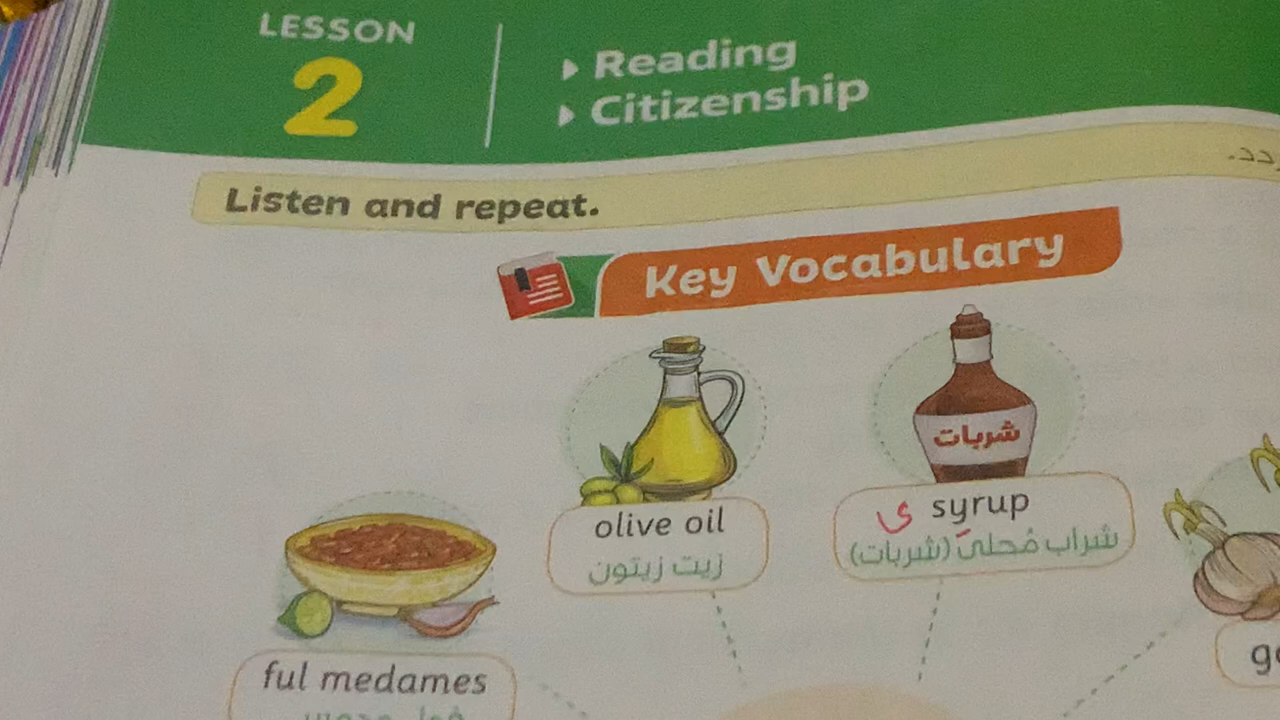 LESSON
2
Reading
Citizenship
Listen and repeat.
Key Vocabulary
شربات
olive oil
زيت زيتون
ى syrup
شراب مُحلى (شربات)
ful medames